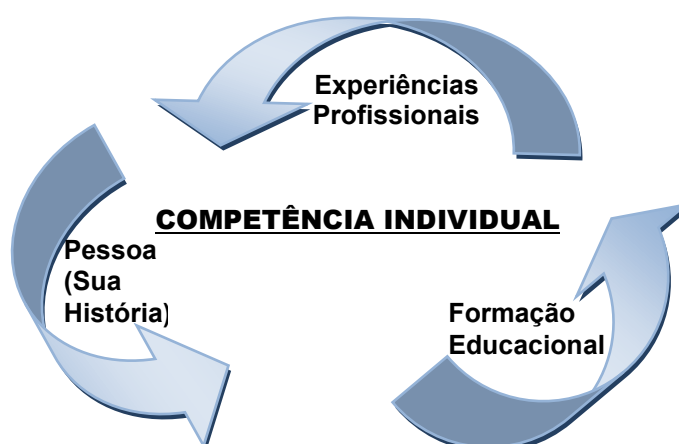 Experiências
Profissionais
COMPETÊNCIA INDIVIDUAL
Pessoa
(Sua
História)
Formação
Educacional